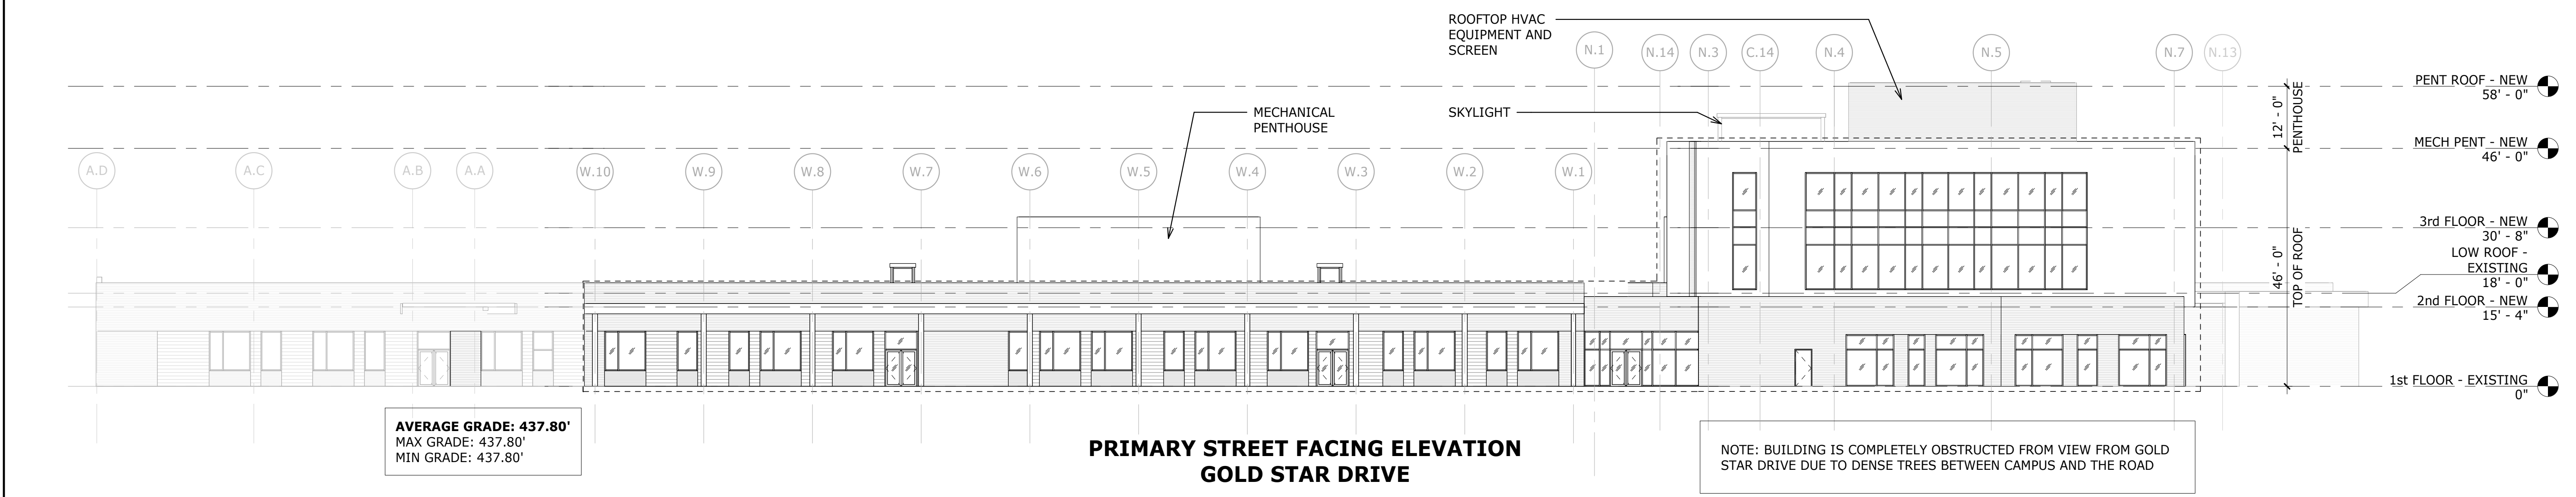 ROOFTOP HVAC
EQUIPMENT AND
SCREEN
N.1
N.14
N.3
C.14
N.4
N.5
N.7
N.13
PENT ROOF - NEW
58' - 0"
12' - 0"
PENTHOUSE
MECHANICAL
PENTHOUSE
SKYLIGHT
MECH PENT - NEW
46' - 0"
A.D
A.C
A.B
A.A
W.10
W.9
W.8
W.7
W.6
W.5
W.4
W.3
W.2
W.1
3rd FLOOR - NEW
30' - 8"
LOW ROOF -
EXISTING
18' - 0"
46' - 0"
TOP OF ROOF
2nd FLOOR - NEW
15' - 4"
1st FLOOR - EXISTING
0"
AVERAGE GRADE: 437.80'
MAX GRADE: 437.80'
MIN GRADE: 437.80'
PRIMARY STREET FACING ELEVATION
GOLD STAR DRIVE
NOTE: BUILDING IS COMPLETELY OBSTRUCTED FROM VIEW FROM GOLD
STAR DRIVE DUE TO DENSE TREES BETWEEN CAMPUS AND THE ROAD